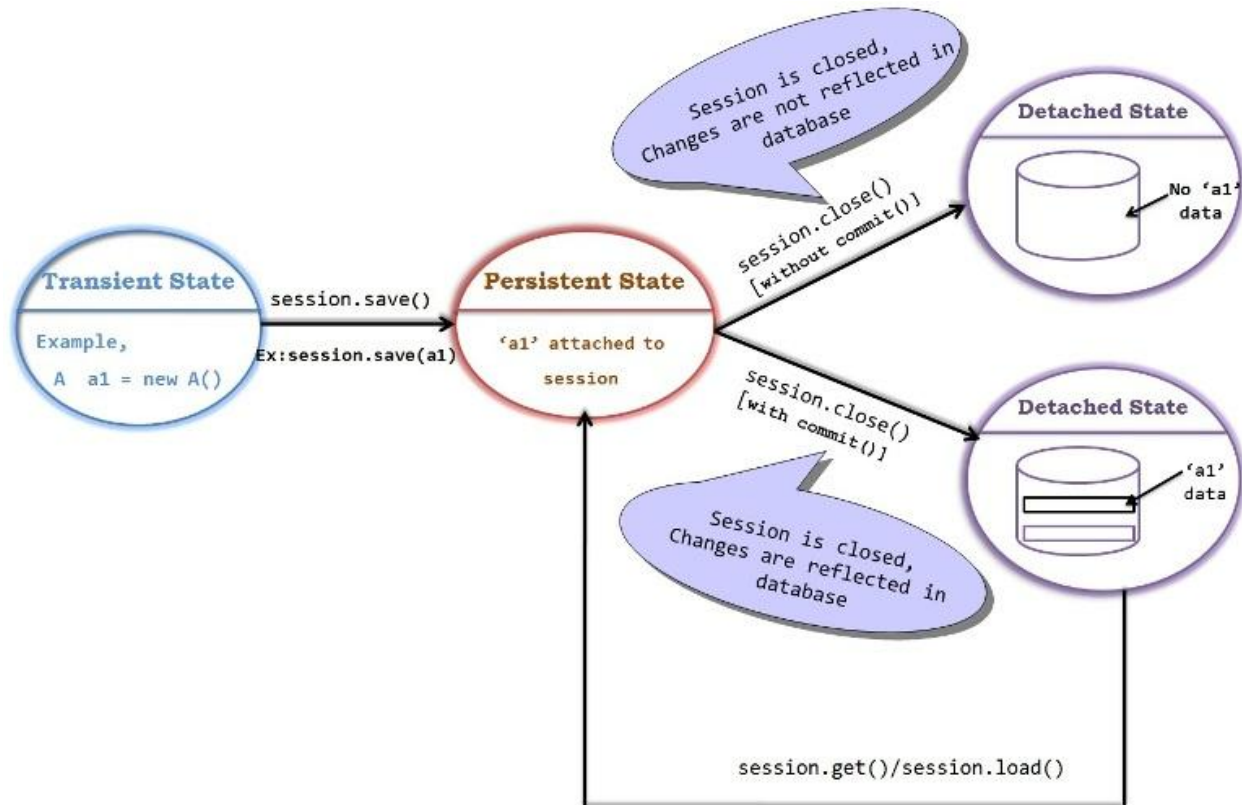 Transient State
Example,
A a1 = new A()
session.save()
Ex:session.save(a1)
Persistent State
‘a1’ attached to
session
Session is closed,
Changes are not reflected in
database
session.close()
[without commit()]
Detached State
No ‘a1’
data
session.close()
[with commit()]
Session is closed,
Changes are reflected in
database
Detached State
‘a1’
data
session.get()/session.load()